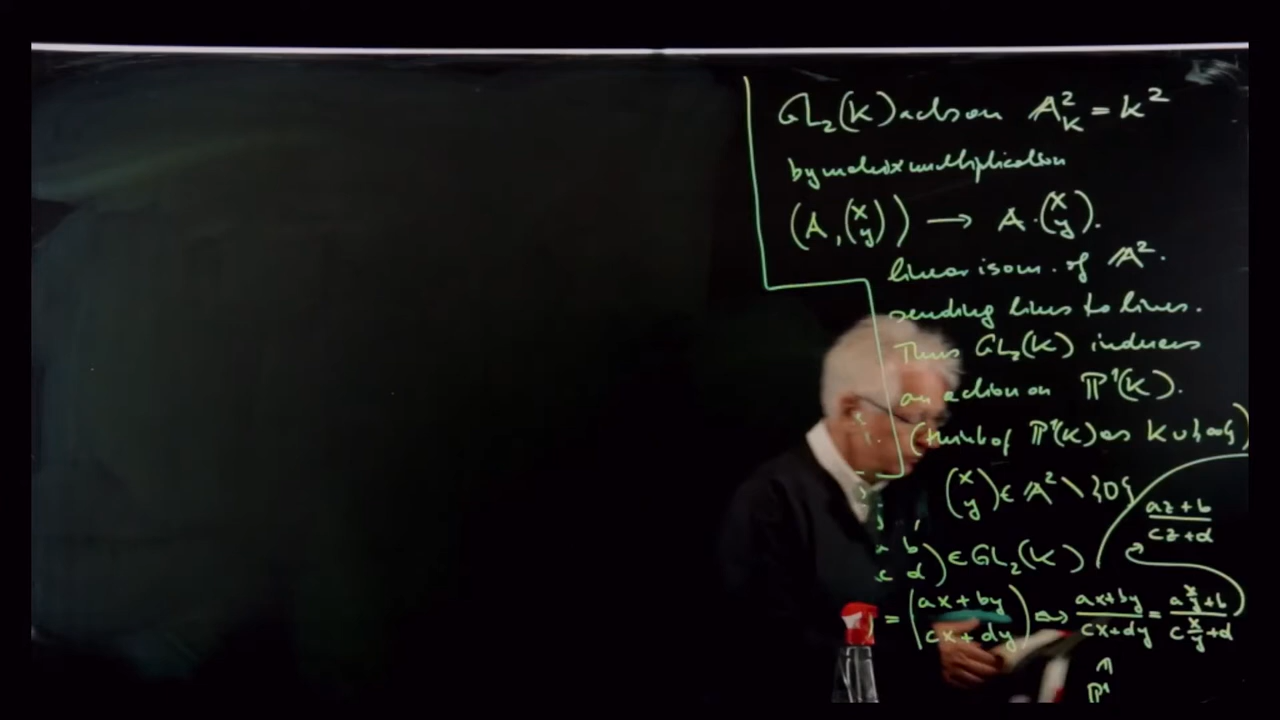 GL₂(K) acts on 𝔸²_K = K²
by matrix multiplication
(A, (x y)) → A · (x y).
linear isom. of 𝔸².
sending lines to lines.
Thus GL₂(K) induces
an action on ℙ¹(K).
(think of ℙ¹(K) as K ∪ {∞})
(x y) ∈ 𝔸² \ {0}
az+b / cz+d
b
c d) ∈ GL₂(K)
) = (ax+by cx+dy) ↭ ax+by / cx+dy = a x/y + b / c x/y + d
∈
ℙ¹